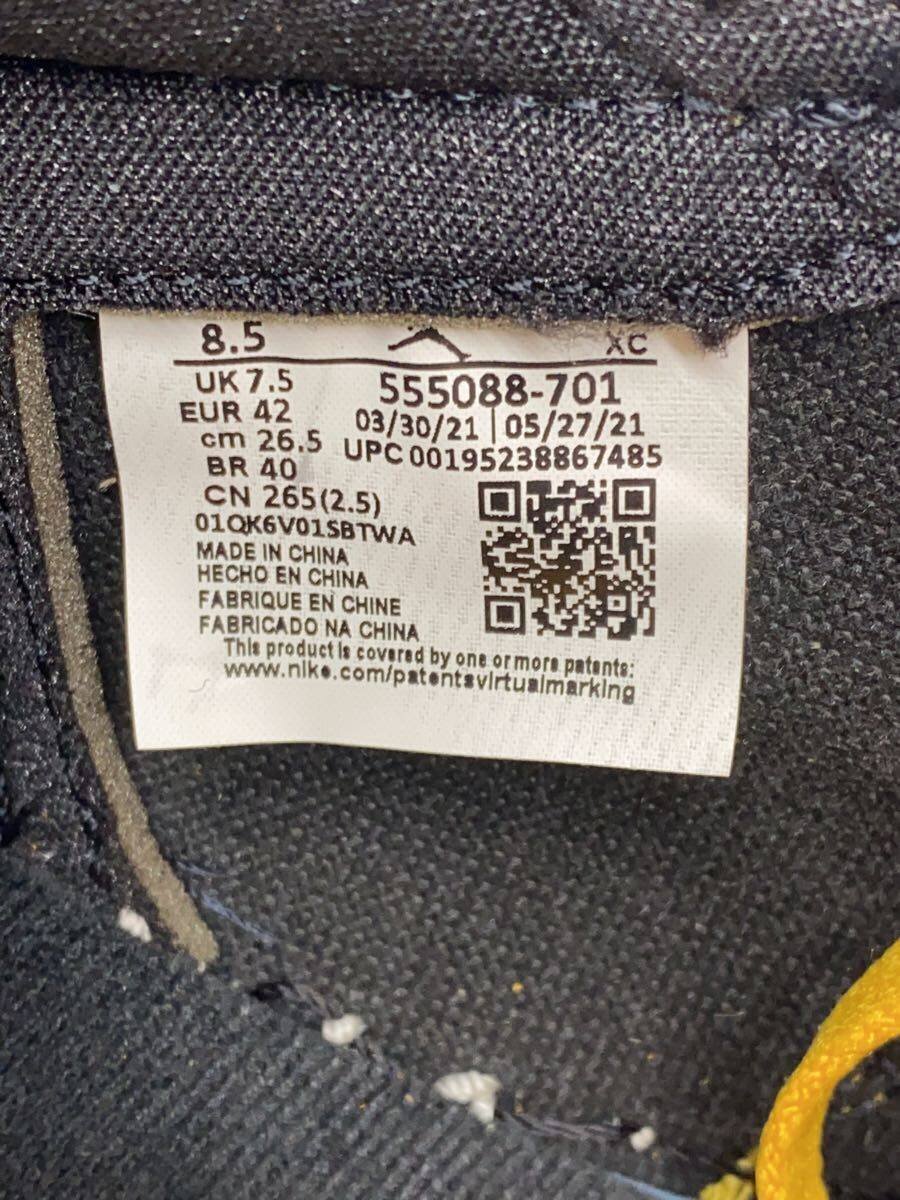 8.5 XC
UK 7.5
555088-701
EUR 42
03/30/21 | 05/27/21
cm 26.5
UPC 00195238867485
BR 40
CN 265(2.5)
01QK6V01SBTWA
MADE IN CHINA
HECHO EN CHINA
FABRIQUE EN CHINE
FABRICADO NA CHINA
This product is covered by one or more patents:
www.nike.com/patentsvirtualmarking